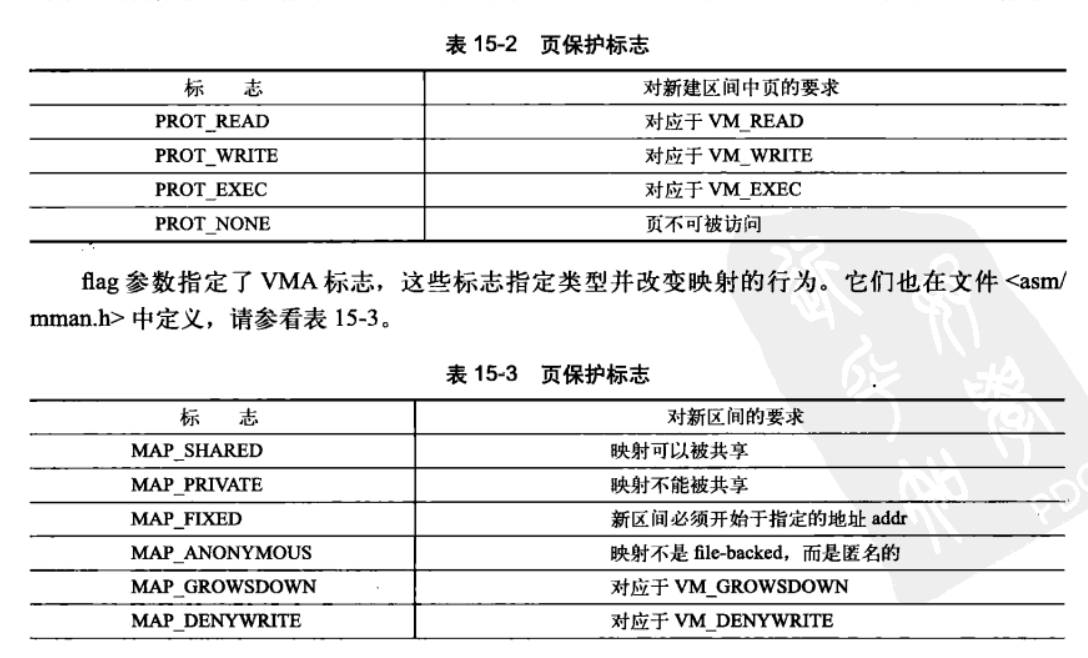 表 15-2 页保护标志
标 志 对新建区间中页的要求
PROT_READ 对应于 VM_READ
PROT_WRITE 对应于 VM_WRITE
PROT_EXEC 对应于 VM_EXEC
PROT_NONE 页不可被访问
flag 参数指定了 VMA 标志，这些标志指定类型并改变映射的行为。它们也在文件 <asm/
mman.h> 中定义，请参看表 15-3。
表 15-3 页保护标志
标 志 对新区间的要求
MAP_SHARED 映射可以被共享
MAP_PRIVATE 映射不能被共享
MAP_FIXED 新区间必须开始于指定的地址 addr
MAP_ANONYMOUS 映射不是 file-backed，而是匿名的
MAP_GROWSDOWN 对应于 VM_GROWSDOWN
MAP_DENYWRITE 对应于 VM_DENYWRITE